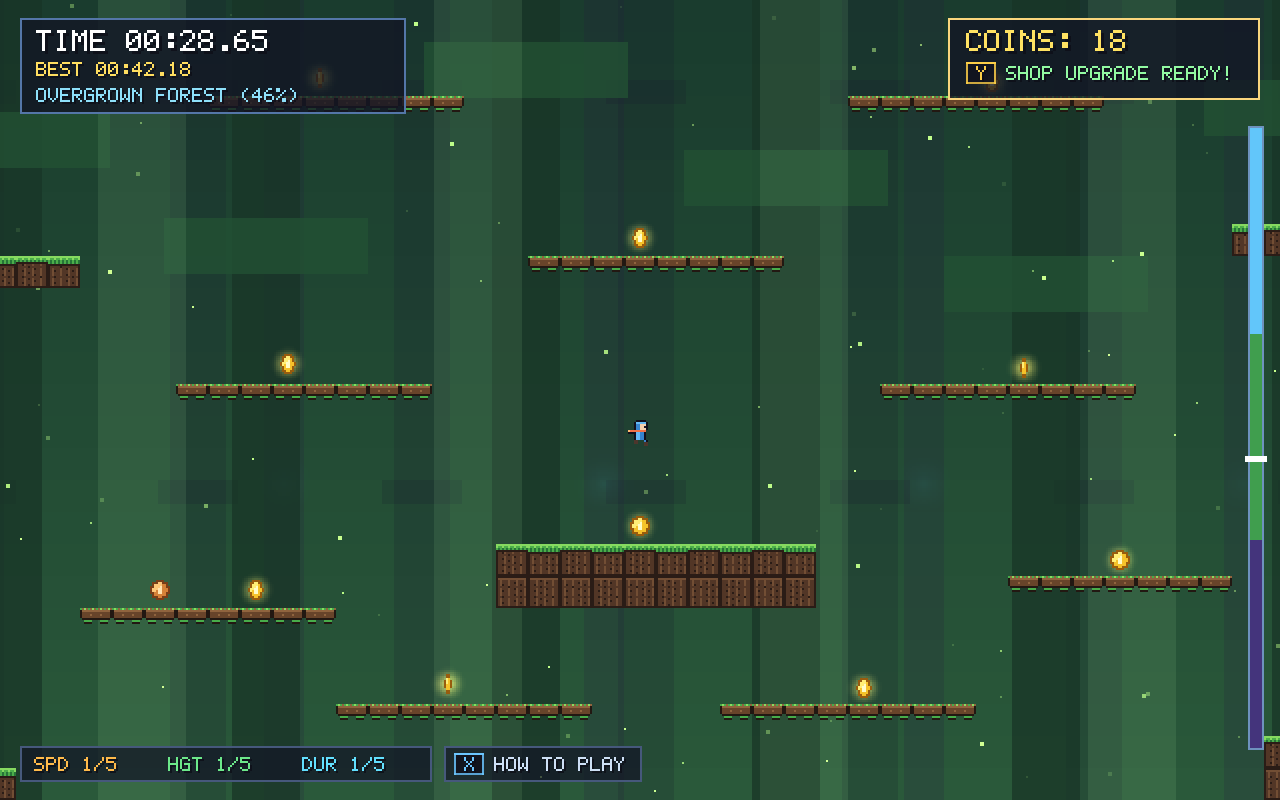 TIME 00:28.65
BEST 00:42.18
OVERGROWN FOREST (46%)
COINS: 18
Y SHOP UPGRADE READY!
SPD 1/5 HGT 1/5 DUR 1/5
X HOW TO PLAY